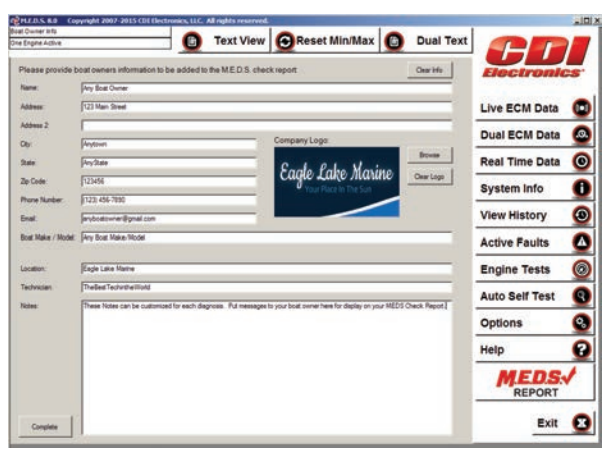 M.E.D.S. 8.0 Copyright 2007-2015 CDI Electronics, LLC. All rights reserved.
Boat Owner Info
One Engine Active
Text View
Reset Min/Max
Dual Text
CDI
Electronics
Please provide boat owners information to be added to the M.E.D.S. check report
Clear Info
Name: Any Boat Owner
Address: 123 Main Street
Address 2
City: Anytown
State: AnyState
Zip Code: 123456
Phone Number: (123) 456-7890
Email: anyboatowner@gmail.com
Company Logo:
Eagle Lake Marine
Your Place In The Sun
Browse
Clear Logo
Boat Make / Model: Any Boat Make/Model
Location: Eagle Lake Marine
Technician: TheBestTechintheWorld
Notes: These Notes can be customized for each diagnosis. Put messages to your boat owner here for display on your MEDS Check Report.
Complete
Live ECM Data
Dual ECM Data
Real Time Data
System Info
View History
Active Faults
Engine Tests
Auto Self Test
Options
Help
M.E.D.S.
REPORT
Exit